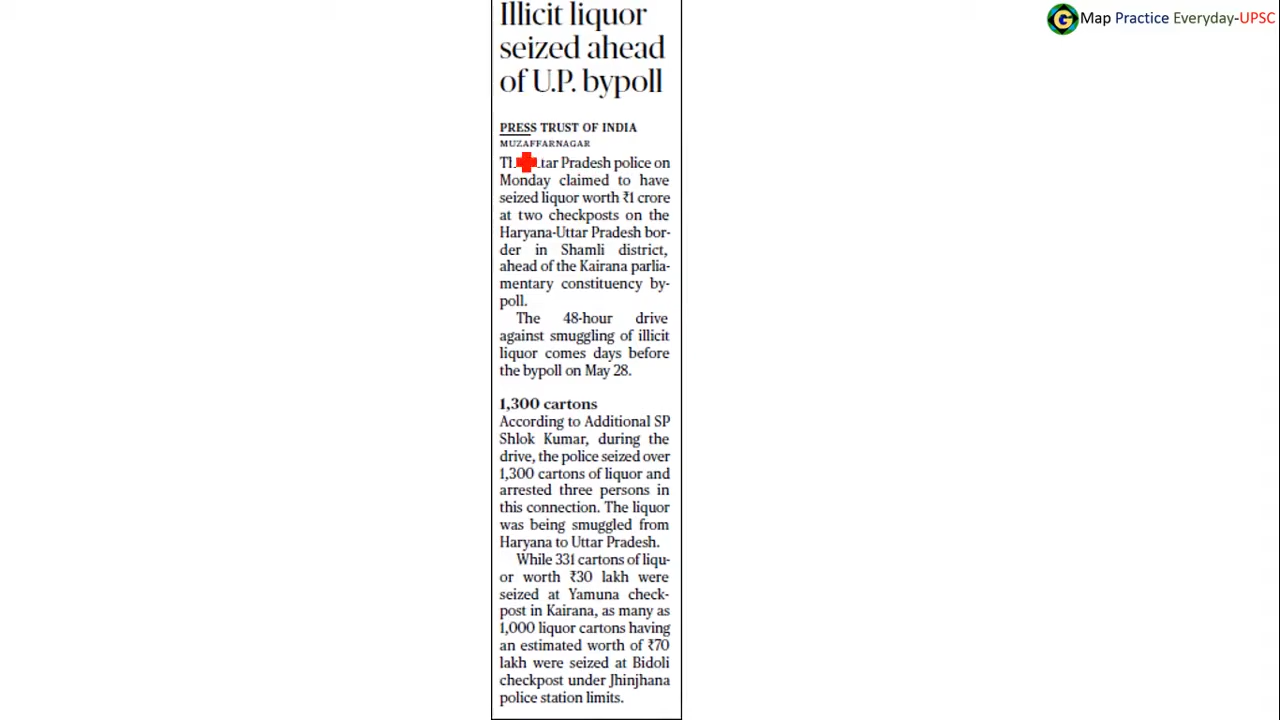 Map Practice Everyday-UPSC
Illicit liquor
seized ahead
of U.P. bypoll
PRESS TRUST OF INDIA
MUZAFFARNAGAR
Pradesh police on
Monday claimed to have
seized liquor worth ₹1 crore
at two checkposts on the
Haryana-Uttar Pradesh bor-
der in Shamli district,
ahead of the Kairana parlia-
mentary constituency by-
poll.
The 48-hour drive
against smuggling of illicit
liquor comes days before
the bypoll on May 28.
1,300 cartons
According to Additional SP
Shlok Kumar, during the
drive, the police seized over
1,300 cartons of liquor and
arrested three persons in
this connection. The liquor
was being smuggled from
Haryana to Uttar Pradesh.
While 331 cartons of liqu-
or worth ₹30 lakh were
seized at Yamuna check-
post in Kairana, as many as
1,000 liquor cartons having
an estimated worth of ₹70
lakh were seized at Bidoli
checkpost under Jhinjhana
police station limits.